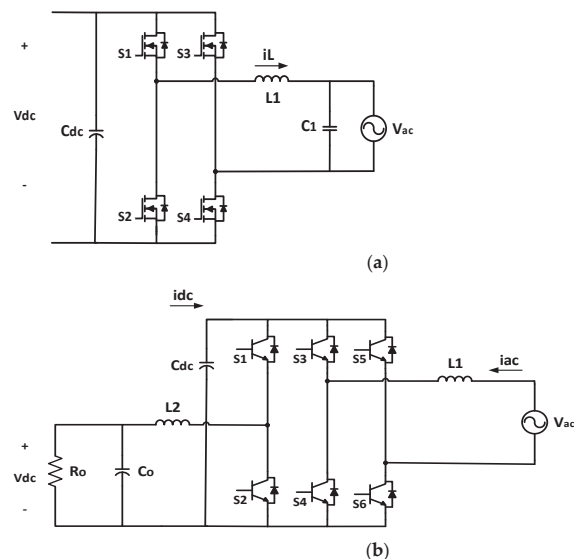 +
S1
S3
iL
L1
Vdc
Cdc
C1
Vac
-
S2
S4
(a)
idc
Cdc
S1
S3
S5
L1
iac
L2
Vac
+
Vdc
Ro
Co
-
S2
S4
S6
(b)